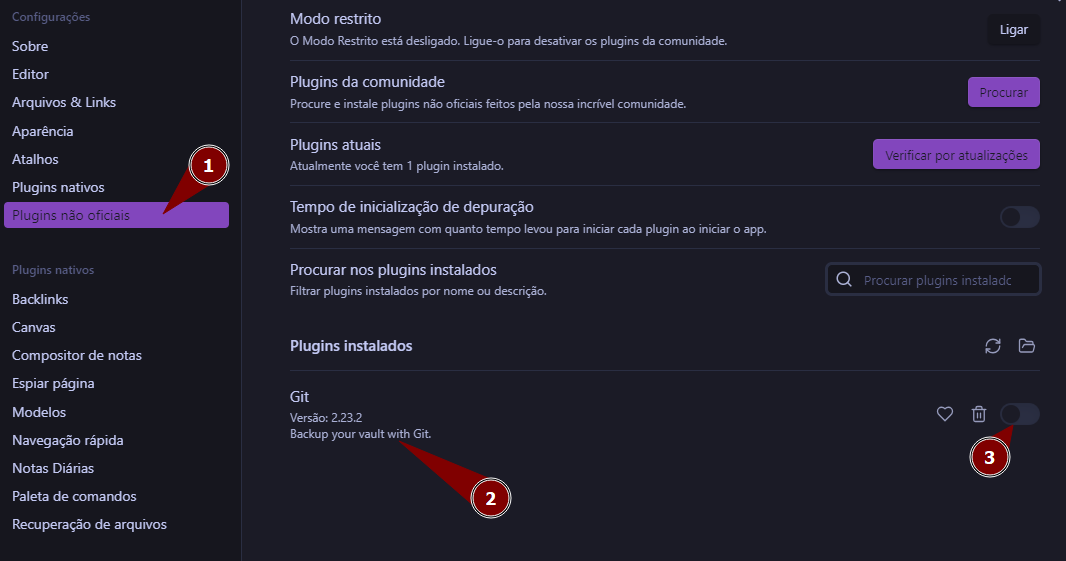 Configurações
Sobre
Editor
Arquivos & Links
Aparência
Atalhos
Plugins nativos
Plugins não oficiais
1
Plugins nativos
Backlinks
Canvas
Compositor de notas
Espiar página
Modelos
Navegação rápida
Notas Diárias
Paleta de comandos
Recuperação de arquivos
Modo restrito
O Modo Restrito está desligado. Ligue-o para desativar os plugins da comunidade.
Ligar
Plugins da comunidade
Procure e instale plugins não oficiais feitos pela nossa incrível comunidade.
Procurar
Plugins atuais
Atualmente você tem 1 plugin instalado.
Verificar por atualizações
Tempo de inicialização de depuração
Mostra uma mensagem com quanto tempo levou para iniciar cada plugin ao iniciar o app.
Procurar nos plugins instalados
Filtrar plugins instalados por nome ou descrição.
Procurar plugins instaladc
Plugins instalados
Git
Versão: 2.23.2
Backup your vault with Git.
2
3